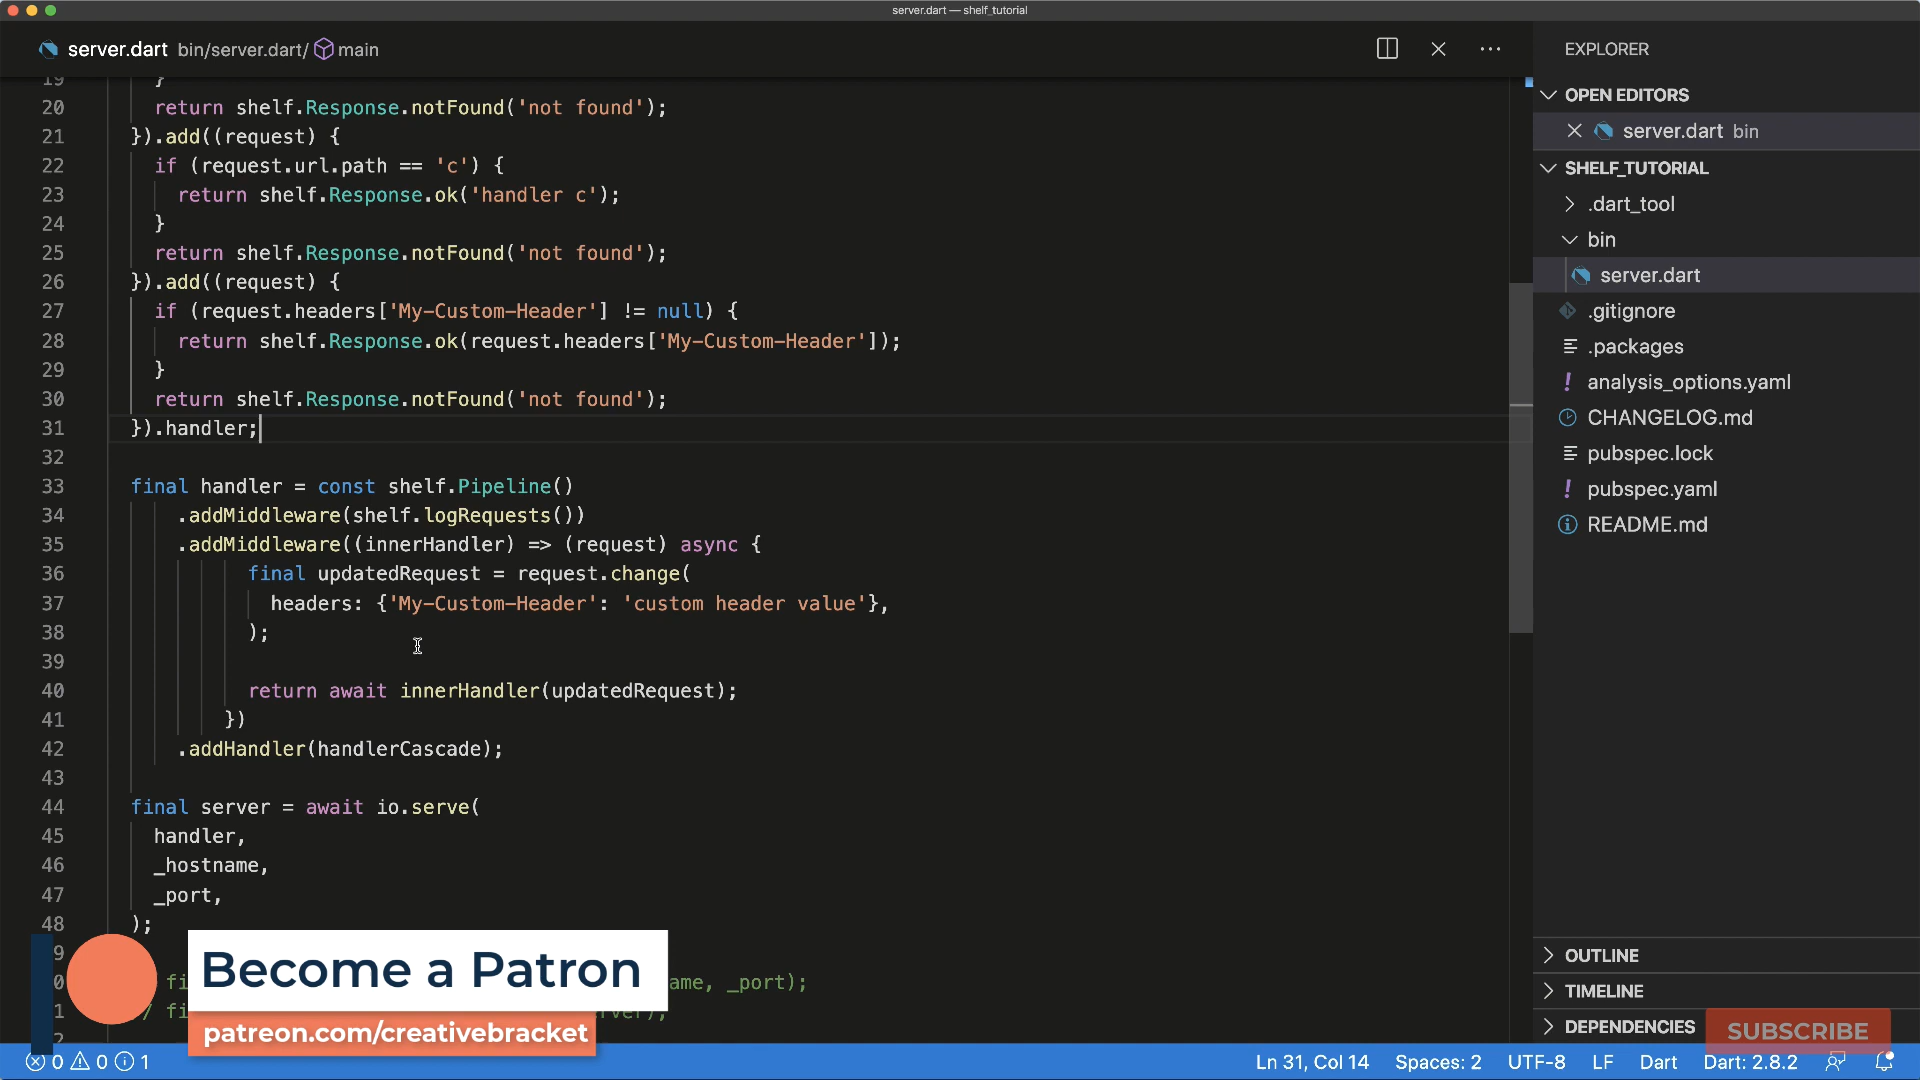 server.dart — shelf_tutorial
server.dart bin/server.dart/ main
19 }
20 return shelf.Response.notFound('not found');
21 }).add((request) {
22 if (request.url.path == 'c') {
23 return shelf.Response.ok('handler c');
24 }
25 return shelf.Response.notFound('not found');
26 }).add((request) {
27 if (request.headers['My-Custom-Header'] != null) {
28 return shelf.Response.ok(request.headers['My-Custom-Header']);
29 }
30 return shelf.Response.notFound('not found');
31 }).handler;
32
33 final handler = const shelf.Pipeline()
34 .addMiddleware(shelf.logRequests())
35 .addMiddleware((innerHandler) => (request) async {
36 final updatedRequest = request.change(
37 headers: {'My-Custom-Header': 'custom header value'},
38 );
39
40 return await innerHandler(updatedRequest);
41 })
42 .addHandler(handlerCascade);
43
44 final server = await io.serve(
45 handler,
46 _hostname,
47 _port,
48 );
9
0 fi ame, _port);
1 / fi
Become a Patron
patreon.com/creativebracket
EXPLORER
OPEN EDITORS
server.dart bin
SHELF_TUTORIAL
.dart_tool
bin
server.dart
.gitignore
.packages
analysis_options.yaml
CHANGELOG.md
pubspec.lock
pubspec.yaml
README.md
OUTLINE
TIMELINE
DEPENDENCIES
SUBSCRIBE
0 0 1
Ln 31, Col 14 Spaces: 2 UTF-8 LF Dart Dart: 2.8.2